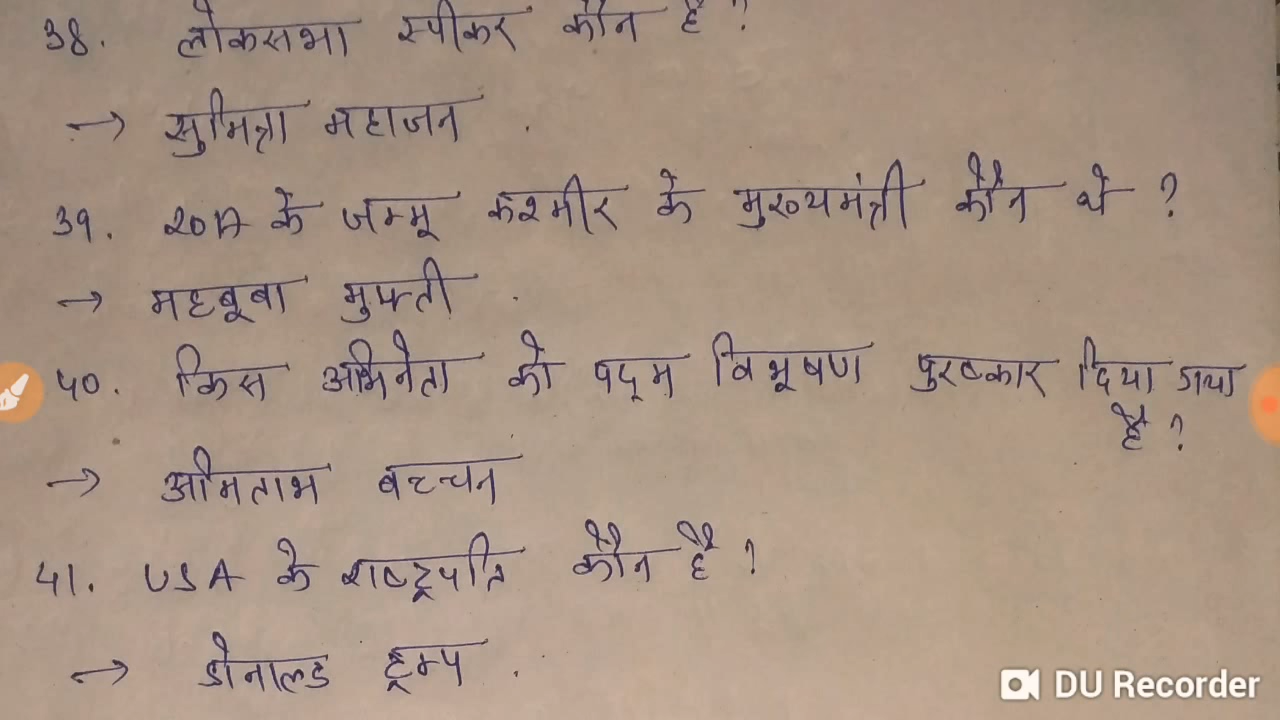 38. लोकसभा स्पीकर कौन है ?
→ सुमित्रा महाजन .
39. 2017 के जम्मू कश्मीर के मुख्यमंत्री कौन थे ?
→ महबूबा मुफ्ती .
40. किस अभिनेता को पद्म विभूषण पुरष्कार दिया गया
है ?
→ अमिताभ बच्चन
41. USA के राष्ट्रपति कौन है ?
→ डोनाल्ड ट्रम्प .
DU Recorder